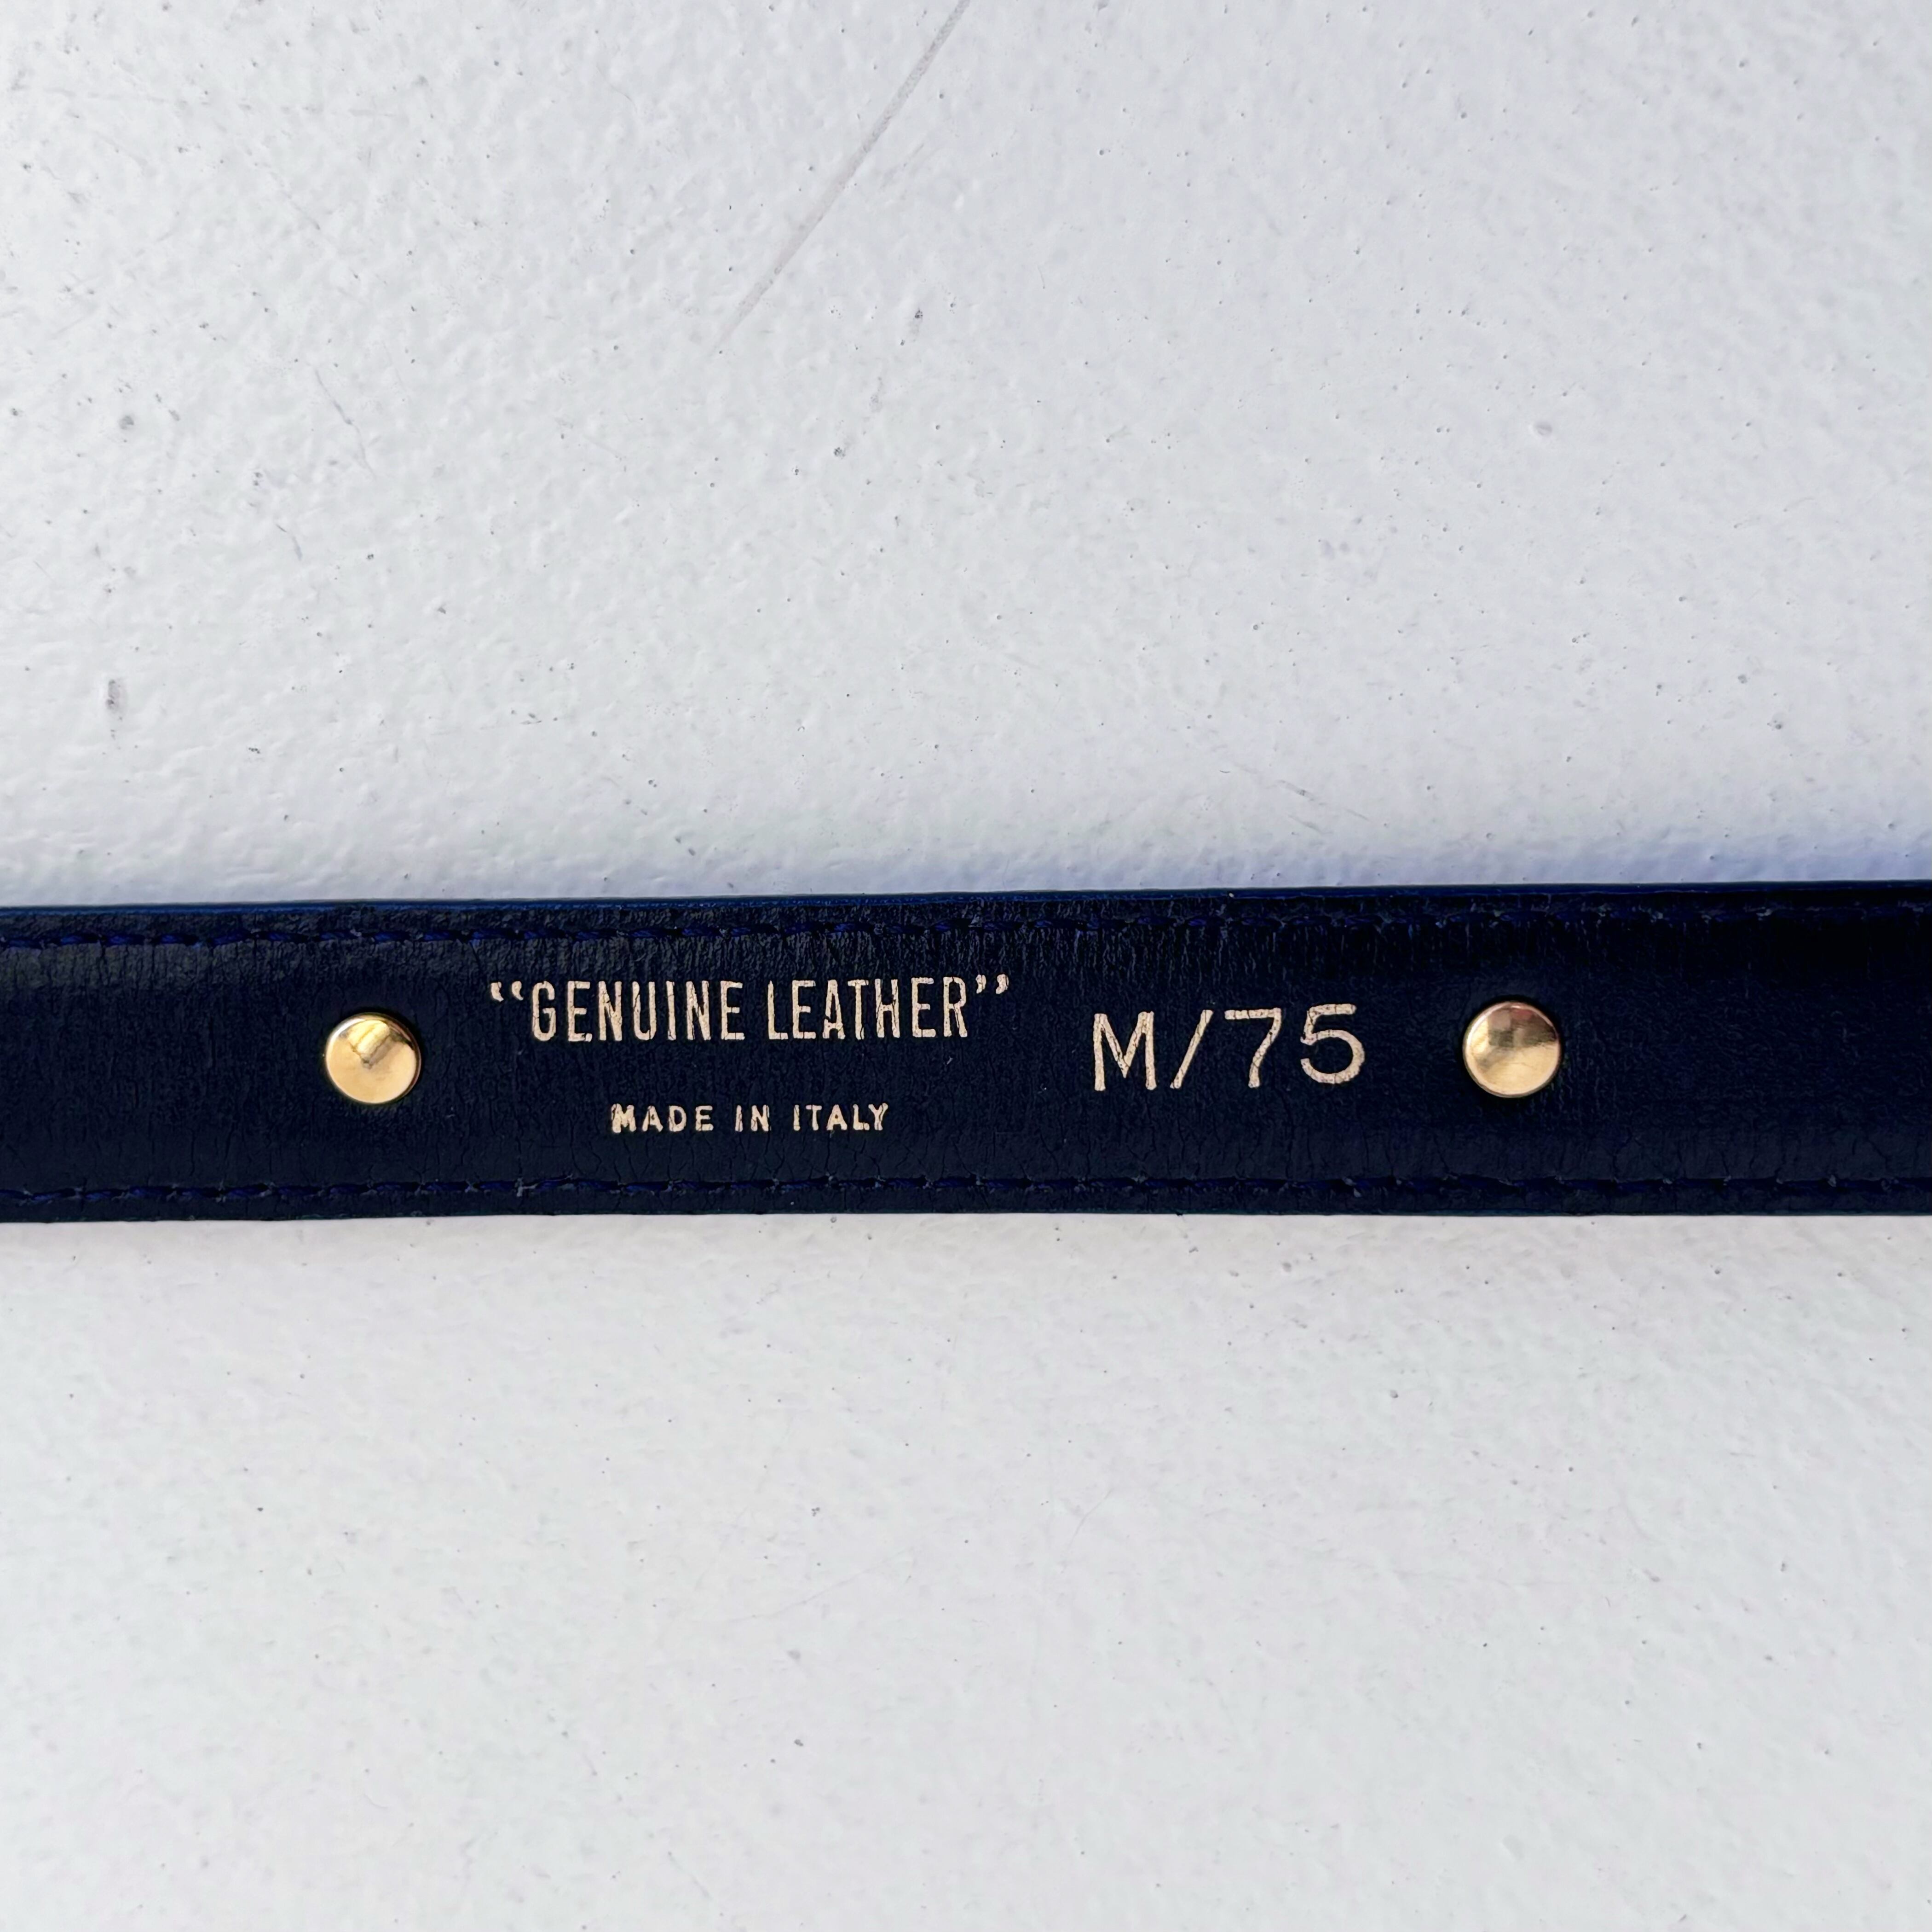 “GENUINE LEATHER”
MADE IN ITALY
M/75